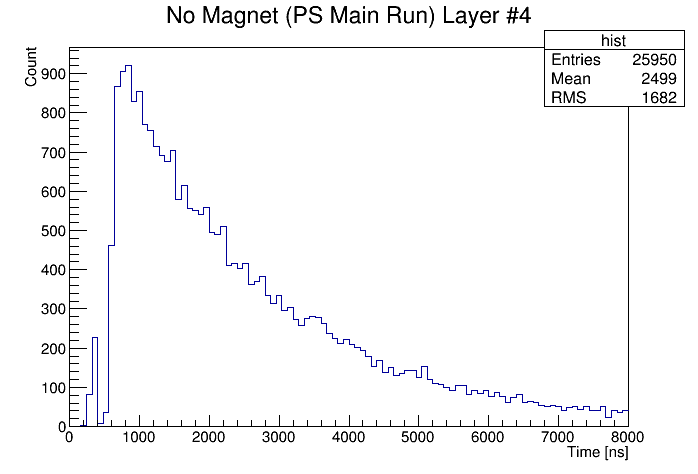 No Magnet (PS Main Run) Layer #4
hist
Entries 25950
Mean 2499
RMS 1682
Count
900
800
700
600
500
400
300
200
100
0
0 1000 2000 3000 4000 5000 6000 7000 8000
Time [ns]